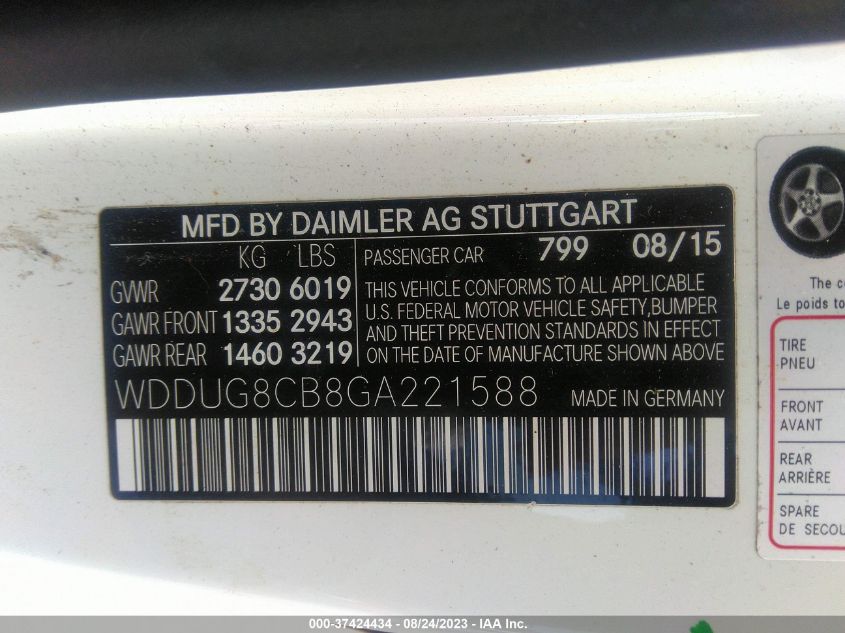 MFD BY DAIMLER AG STUTTGART
KG LBS
GVWR 2730 6019
GAWR FRONT 1335 2943
GAWR REAR 1460 3219
PASSENGER CAR 799 08/15
THIS VEHICLE CONFORMS TO ALL APPLICABLE
U.S. FEDERAL MOTOR VEHICLE SAFETY,BUMPER
AND THEFT PREVENTION STANDARDS IN EFFECT
ON THE DATE OF MANUFACTURE SHOWN ABOVE
WDDUG8CB8GA221588 MADE IN GERMANY
The
Le poids
TIRE
PNEU
FRONT
AVANT
REAR
ARRIÈRE
SPARE
DE
000-37424434 - 08/24/2023 - IAA Inc.